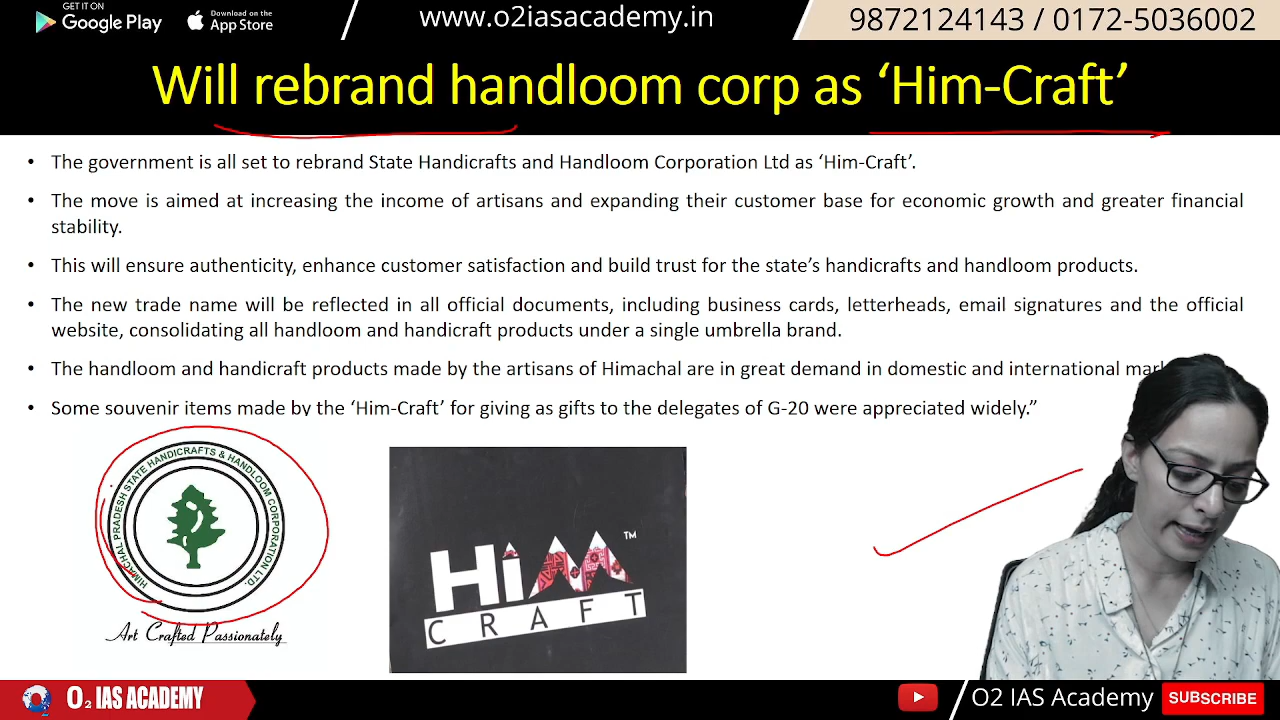 GET IT ON
Google Play
Download on the
App Store
www.o2iasacademy.in
9872124143 / 0172-5036002
Will rebrand handloom corp as ‘Him-Craft’
• The government is all set to rebrand State Handicrafts and Handloom Corporation Ltd as ‘Him-Craft’.
• The move is aimed at increasing the income of artisans and expanding their customer base for economic growth and greater financial
stability.
• This will ensure authenticity, enhance customer satisfaction and build trust for the state’s handicrafts and handloom products.
• The new trade name will be reflected in all official documents, including business cards, letterheads, email signatures and the official
website, consolidating all handloom and handicraft products under a single umbrella brand.
• The handloom and handicraft products made by the artisans of Himachal are in great demand in domestic and international
• Some souvenir items made by the ‘Him-Craft’ for giving as gifts to the delegates of G-20 were appreciated widely.”
HIMACHAL PRADESH STATE HANDICRAFTS & HANDLOOM CORPORATION LTD.
Art Crafted Passionately
HiM TM
CRAFT
O2 IAS ACADEMY
O2 IAS Academy
SUBSCRIBE